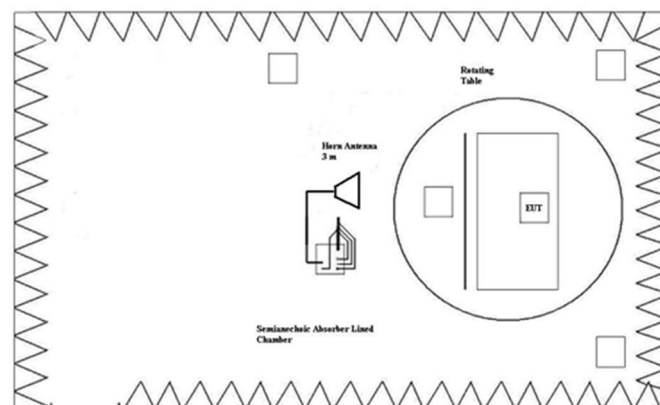 Rotating
Table
Horn Antenna
3 m
EUT
Semianechoic Absorber Lined
Chamber